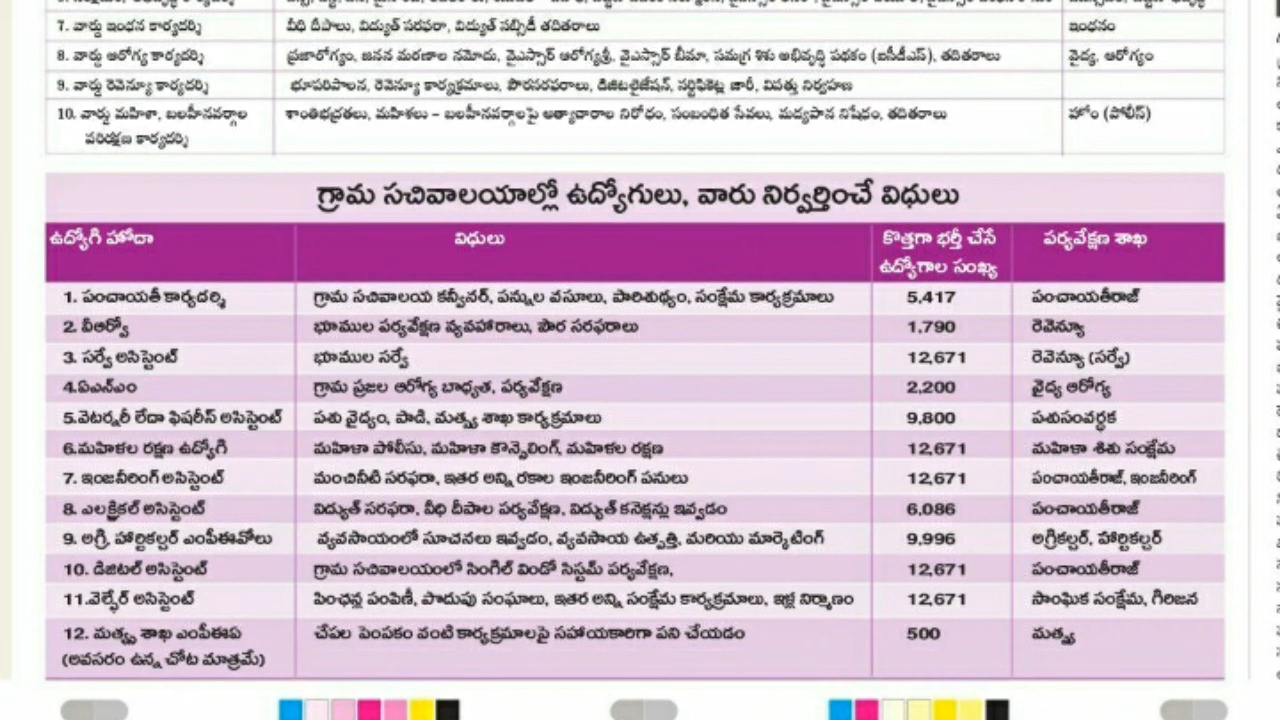 7. వార్డు ఇంధన కార్యదర్శి వీధి దీపాలు, విద్యుత్ సరఫరా, విద్యుత్ సబ్సిడీ తదితరాలు ఇంధనం
8. వార్డు ఆరోగ్య కార్యదర్శి ప్రజారోగ్యం, జనన మరణాల నమోదు, వైఎస్సార్ ఆరోగ్యశ్రీ, వైఎస్సార్ బీమా, సమగ్ర శిశు అభివృద్ధి పథకం (ఐసీడీఎస్), తదితరాలు వైద్య, ఆరోగ్యం
9. వార్డు రెవెన్యూ కార్యదర్శి భూపరిపాలన, రెవెన్యూ కార్యక్రమాలు, పౌరసరఫరాలు, డిజిటలైజేషన్, సర్టిఫికెట్ల జారీ, విపత్తు నిర్వహణ
10. వార్డు మహిళా, బలహీనవర్గాల శాంతిభద్రతలు, మహిళలు – బలహీనవర్గాలపై అత్యాచారాల నిరోధం, సంబంధిత సేవలు, మద్యపాన నిషేధం, తదితరాలు హోం (పోలీస్)
పరిరక్షణ కార్యదర్శి
గ్రామ సచివాలయాల్లో ఉద్యోగులు, వారు నిర్వర్తించే విధులు
ఉద్యోగి హోదా విధులు కొత్తగా భర్తీ చేసే పర్యవేక్షణ శాఖ
ఉద్యోగాల సంఖ్య
1. పంచాయతీ కార్యదర్శి గ్రామ సచివాలయ కన్వీనర్, పన్నుల వసూలు, పారిశుధ్యం, సంక్షేమ కార్యక్రమాలు 5,417 పంచాయతీరాజ్
2. వీఆర్వో భూముల పర్యవేక్షణ వ్యవహారాలు, పౌర సరఫరాలు 1,790 రెవెన్యూ
3. సర్వే అసిస్టెంట్ భూముల సర్వే 12,671 రెవెన్యూ (సర్వే)
4.ఏఎన్ఎం గ్రామ ప్రజల ఆరోగ్య బాధ్యత, పర్యవేక్షణ 2,200 వైద్య ఆరోగ్య
5.వెటర్నరీ లేదా ఫిషరీస్ అసిస్టెంట్ పశు వైద్యం, పాడి, మత్స్య శాఖ కార్యక్రమాలు 9,800 పశుసంవర్ధక
6.మహిళల రక్షణ ఉద్యోగి మహిళా పోలీసు, మహిళా కౌన్సెలింగ్, మహిళల రక్షణ 12,671 మహిళా శిశు సంక్షేమ
7. ఇంజనీరింగ్ అసిస్టెంట్ మంచినీటి సరఫరా, ఇతర అన్ని రకాల ఇంజనీరింగ్ పనులు 12,671 పంచాయతీరాజ్, ఇంజనీరింగ్
8. ఎలక్ట్రికల్ అసిస్టెంట్ విద్యుత్ సరఫరా, వీధి దీపాల పర్యవేక్షణ, విద్యుత్ కనెక్షన్లు ఇవ్వడం 6,086 పంచాయతీరాజ్
9. అగ్రి, హార్టికల్చర్ ఎంపీఈవోలు వ్యవసాయంలో సూచనలు ఇవ్వడం, వ్యవసాయ ఉత్పత్తి, మరియు మార్కెటింగ్ 9,996 అగ్రికల్చర్, హార్టికల్చర్
10. డిజిటల్ అసిస్టెంట్ గ్రామ సచివాలయంలో సింగిల్ విండో సిస్టమ్ పర్యవేక్షణ, 12,671 పంచాయతీరాజ్
11.వెల్ఫేర్ అసిస్టెంట్ పింఛన్ల పంపిణీ, పొదుపు సంఘాలు, ఇతర అన్ని సంక్షేమ కార్యక్రమాలు, ఇళ్ల నిర్మాణం 12,671 సాంఘిక సంక్షేమ, గిరిజన
12. మత్స్య శాఖ ఎంపీఈఏ చేపల పెంపకం వంటి కార్యక్రమాలపై సహాయకారిగా పని చేయడం 500 మత్స్య
(అవసరం ఉన్న చోట మాత్రమే)